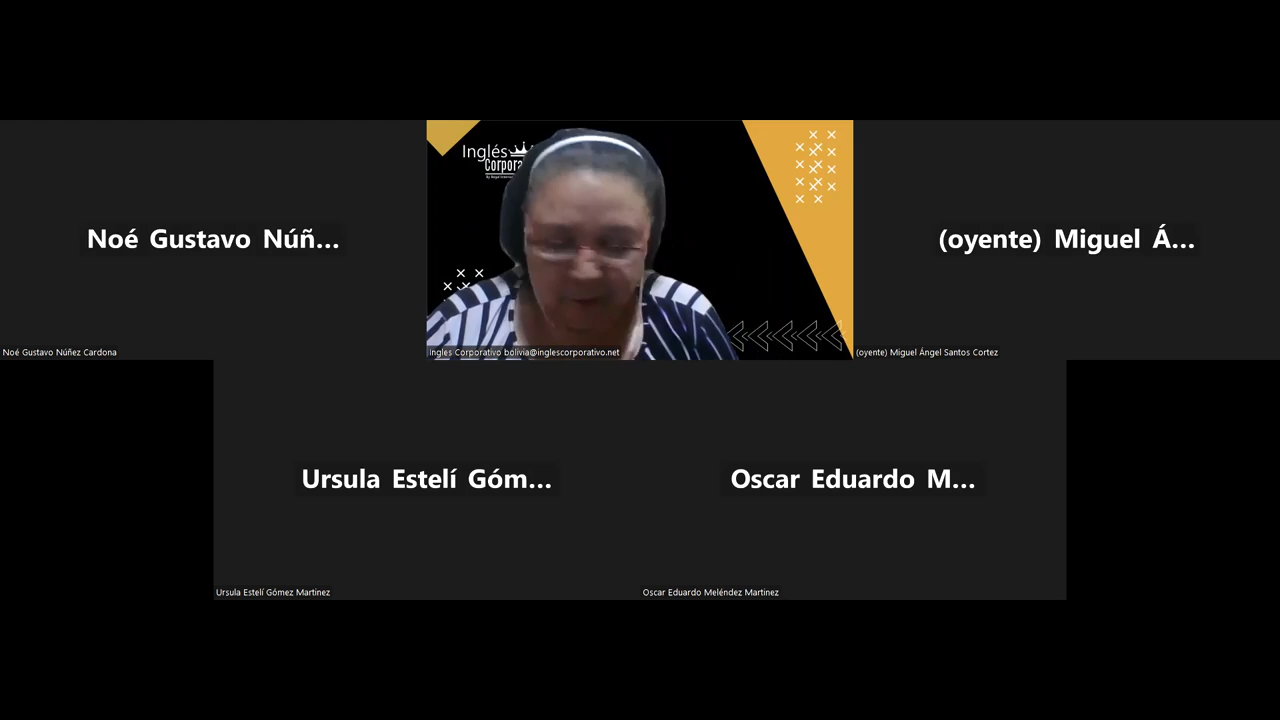 Noé Gustavo Núñ...
Noé Gustavo Núñez Cardona
Inglés
Corpora
Inglés Corporativo bolivia@inglescorporativo.net
(oyente) Miguel Á...
(oyente) Miguel Ángel Santos Cortez
Ursula Estelí Góm...
Ursula Estelí Gómez Martinez
Oscar Eduardo M...
Oscar Eduardo Meléndez Martinez